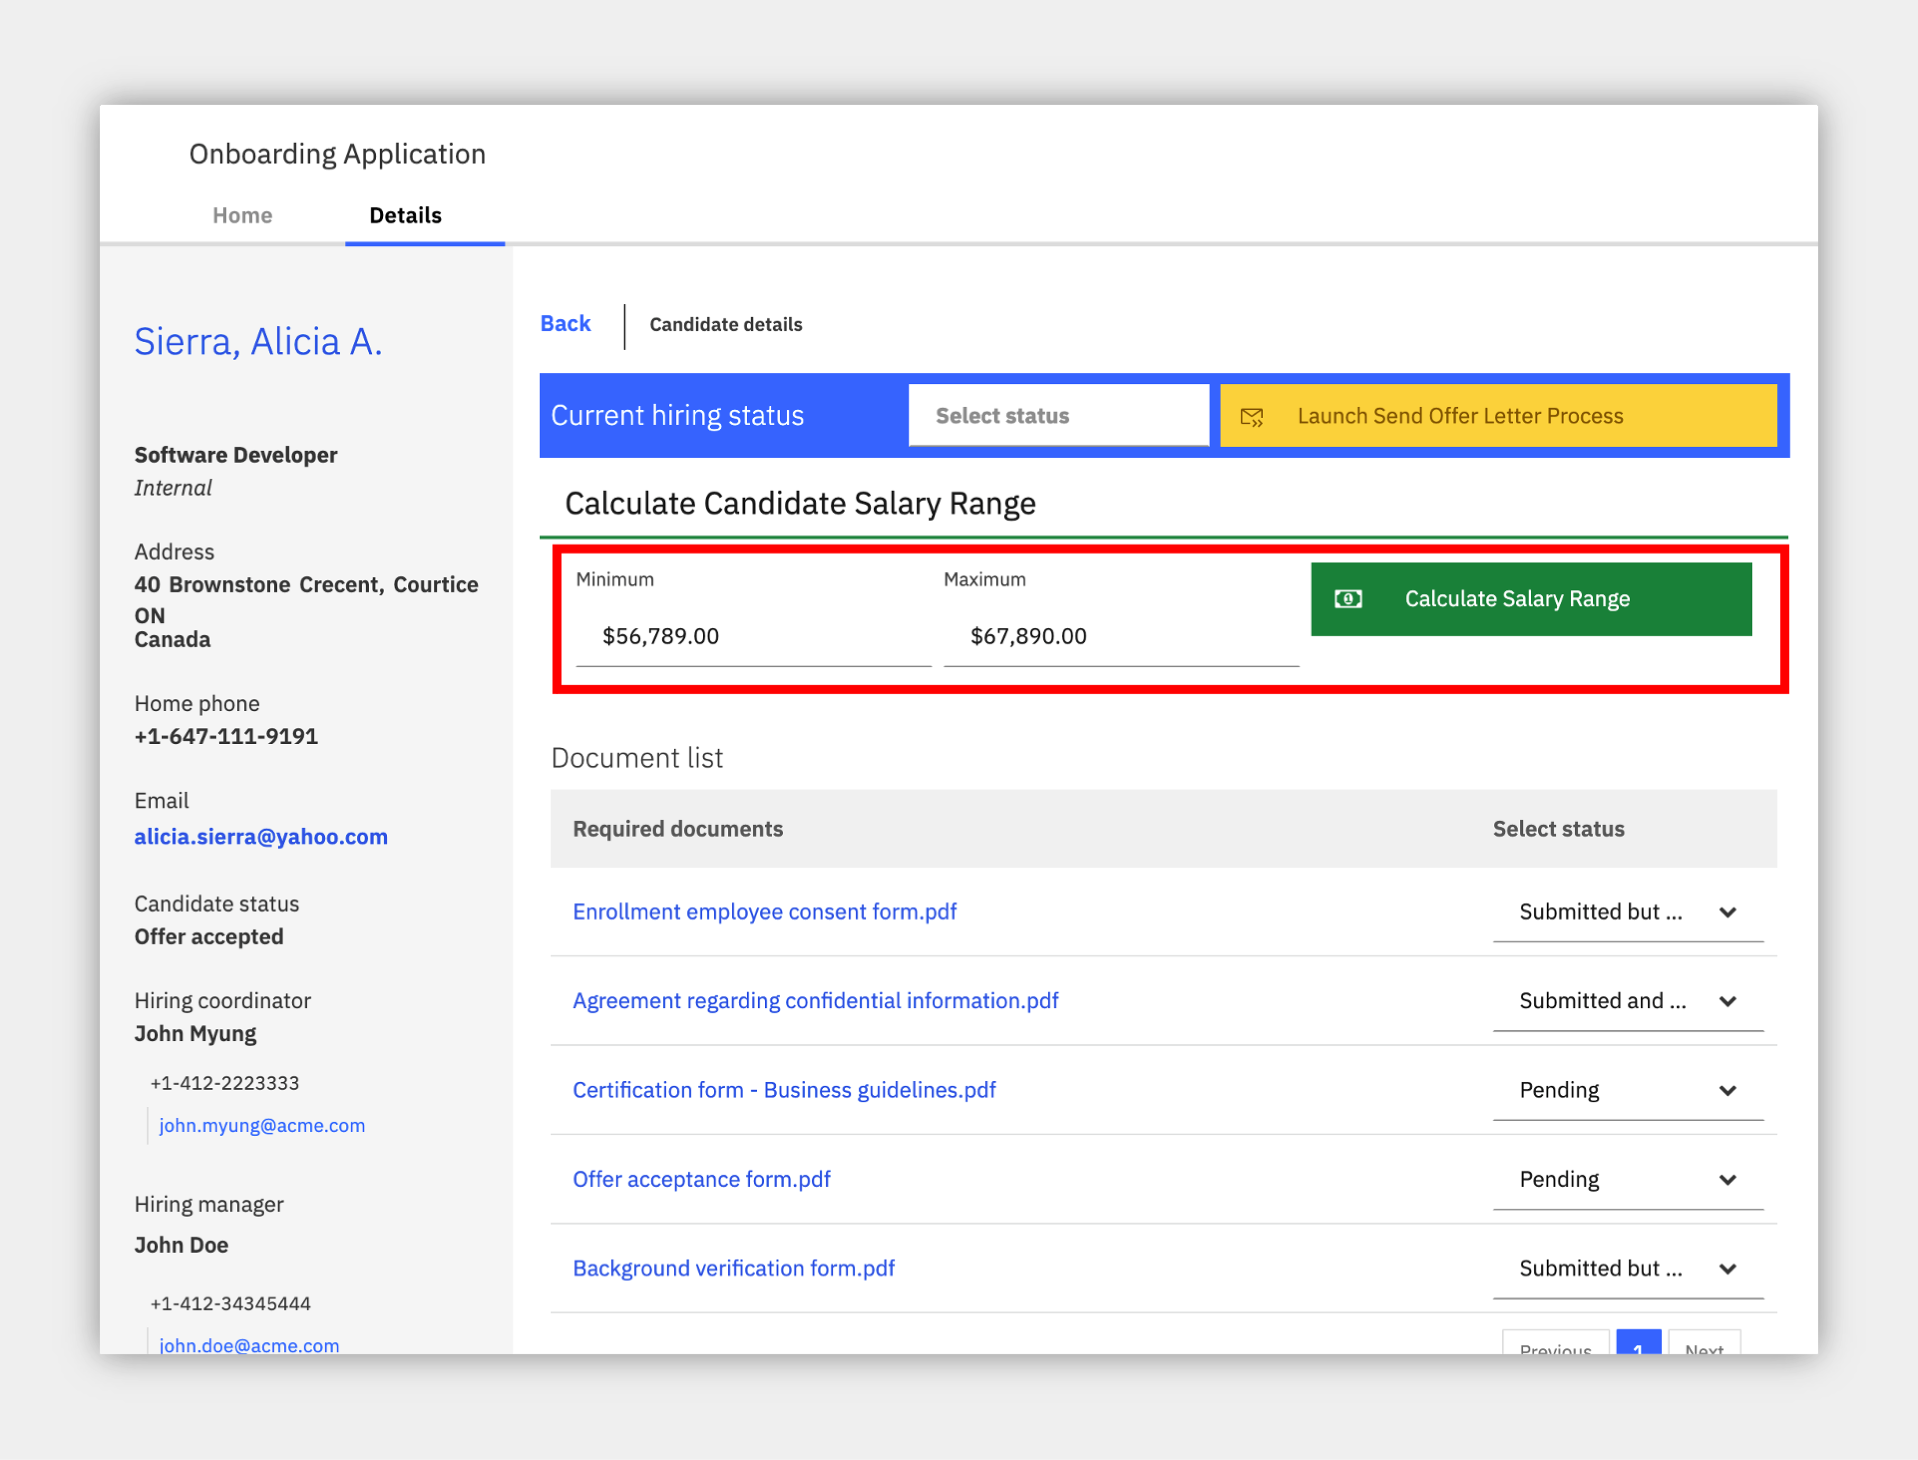 Onboarding Application
Home
Details
Sierra, Alicia A.
Software Developer
Internal
Address
40 Brownstone Crecent, Courtice
ON
Canada
Home phone
+1-647-111-9191
Email
alicia.sierra@yahoo.com
Candidate status
Offer accepted
Hiring coordinator
John Myung
+1-412-2223333
john.myung@acme.com
Hiring manager
John Doe
+1-412-34345444
john.doe@acme.com
Back
Candidate details
Current hiring status
Select status
Launch Send Offer Letter Process
Calculate Candidate Salary Range
Minimum
$56,789.00
Maximum
$67,890.00
Calculate Salary Range
Document list
Required documents
Select status
Enrollment employee consent form.pdf
Submitted but ...
Agreement regarding confidential information.pdf
Submitted and ...
Certification form - Business guidelines.pdf
Pending
Offer acceptance form.pdf
Pending
Background verification form.pdf
Submitted but ...
Previous
1
Next